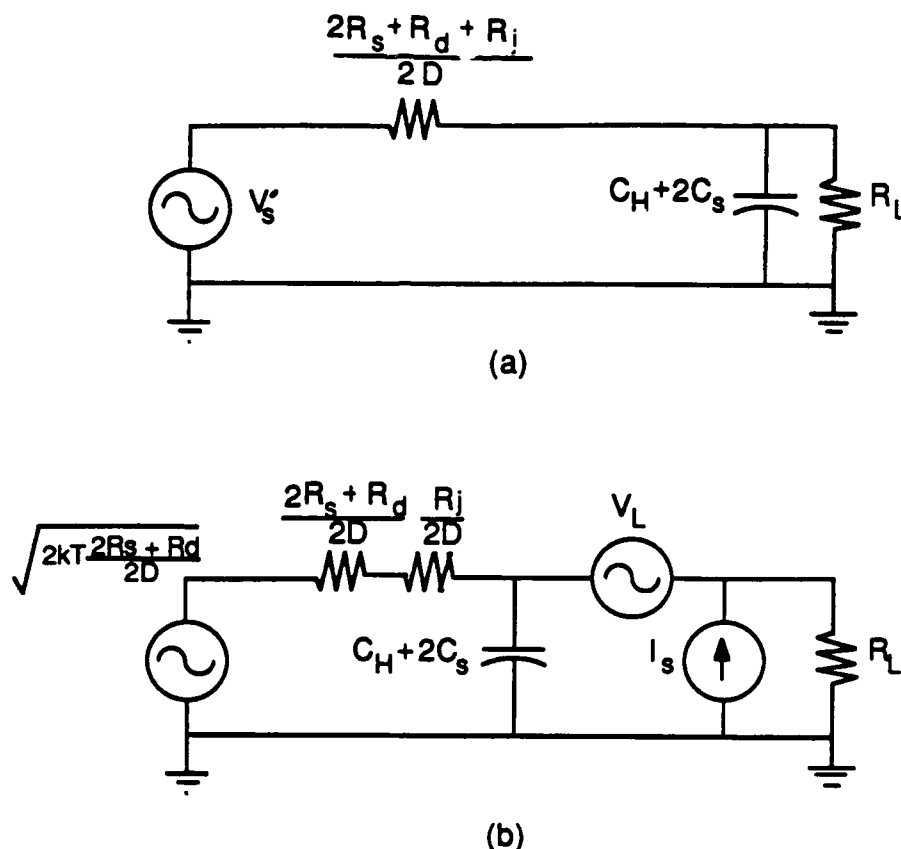 2R_s + R_d + R_j
2D
V_s″
C_H + 2C_s
R_L
(a)
2R_s + R_d
2D
Rj
2D
V_L
√2kT 2Rs + Rd
2D
C_H + 2C_s
I_s
R_L
(b)